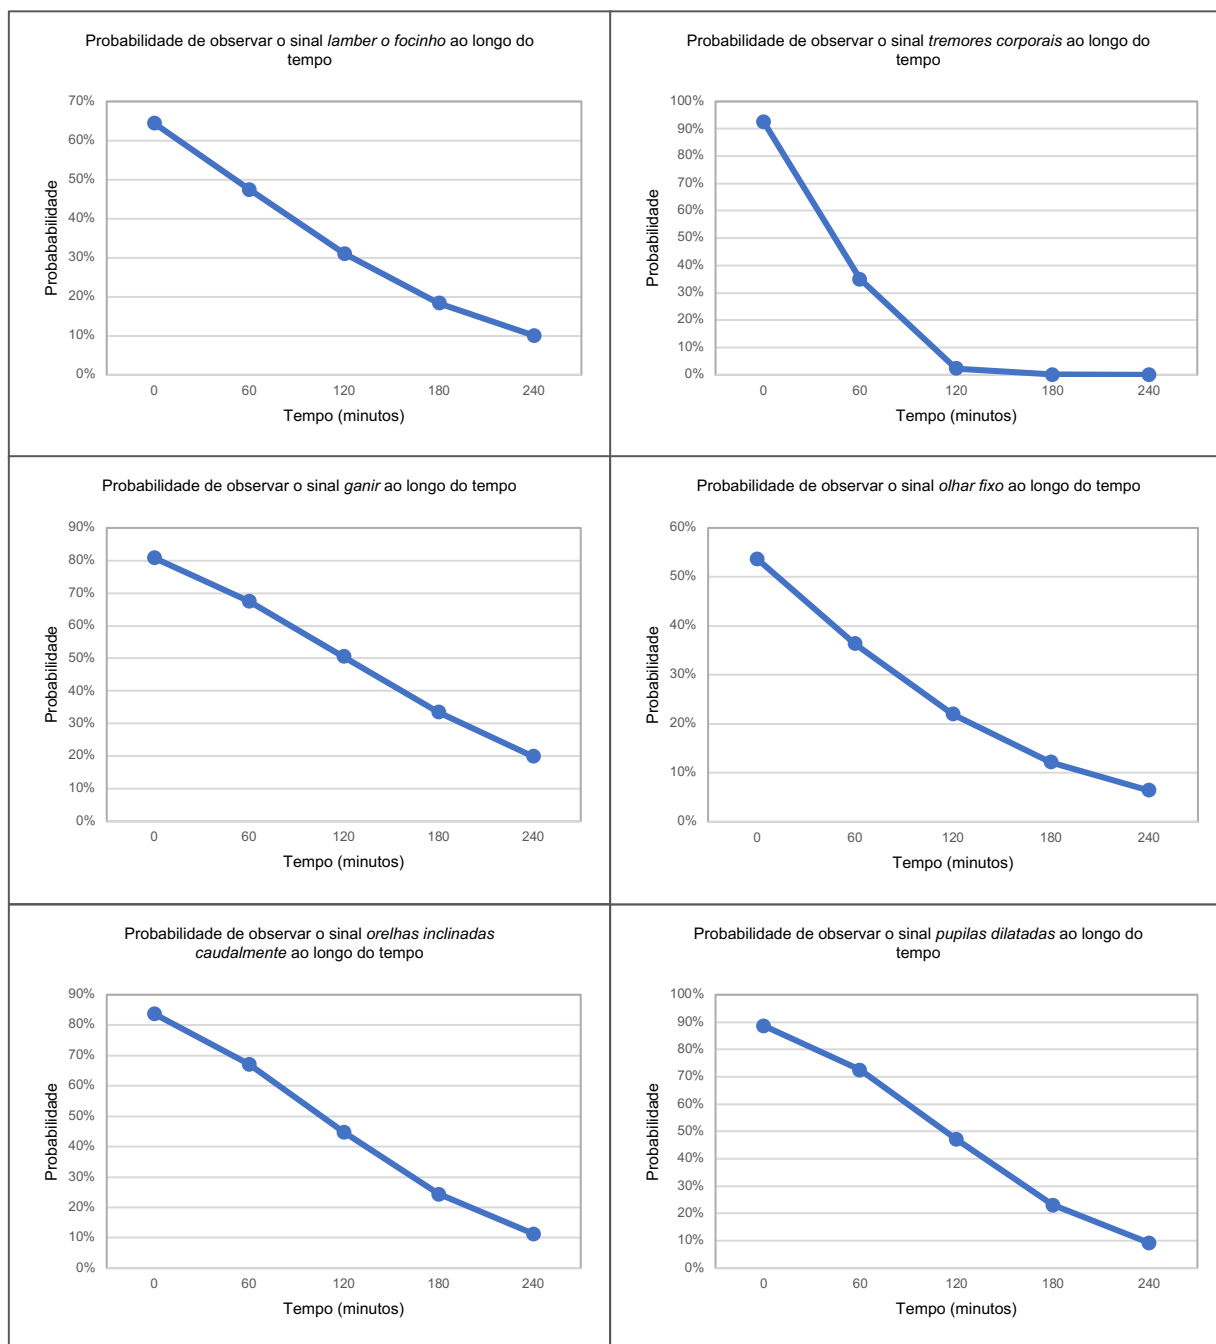 Probabilidade de observar o sinal lamber o focinho ao longo do
tempo
70%
60%
50%
40%
30%
20%
10%
0%
Probababilidade
0 60 120 180 240
Tempo (minutos)
Probabilidade de observar o sinal tremores corporais ao longo do
tempo
100%
90%
80%
70%
60%
50%
40%
30%
20%
10%
0%
Probabilidade
0 60 120 180 240
Tempo (minutos)
Probabilidade de observar o sinal ganir ao longo do tempo
90%
80%
70%
60%
50%
40%
30%
20%
10%
0%
Probabilidade
0 60 120 180 240
Tempo (minutos)
Probabilidade de observar o sinal olhar fixo ao longo do tempo
60%
50%
40%
30%
20%
10%
0%
Probabilidade
0 60 120 180 240
Tempo (minutos)
Probabilidade de observar o sinal orelhas inclinadas
caudalmente ao longo do tempo
90%
80%
70%
60%
50%
40%
30%
20%
10%
0%
Probabilidade
0 60 120 180 240
Tempo (minutos)
Probabilidade de observar o sinal pupilas dilatadas ao longo do
tempo
100%
90%
80%
70%
60%
50%
40%
30%
20%
10%
0%
Probabilidade
0 60 120 180 240
Tempo (minutos)